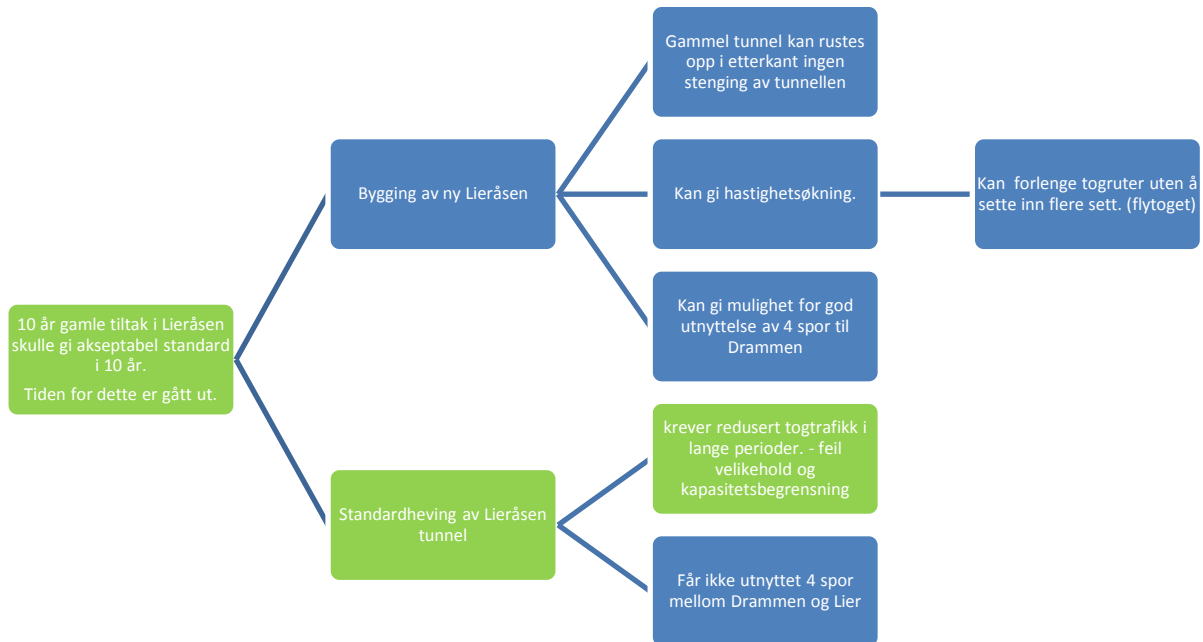 Gammel tunnel kan rustes
opp i etterkant ingen
stenging av tunnellen
Bygging av ny Lieråsen
Kan gi hastighetsøkning.
Kan  forlenge togruter uten å
sette inn flere sett. (flytoget)
Kan gi mulighet for god
utnyttelse av 4 spor til
Drammen
10 år gamle tiltak i Lieråsen
skulle gi akseptabel standard
i 10 år.
Tiden for dette er gått ut.
krever redusert togtrafikk i
lange perioder. - feil
velikehold og
kapasitetsbegrensning
Standardheving av Lieråsen
tunnel
Får ikke utnyttet 4 spor
mellom Drammen og Lier